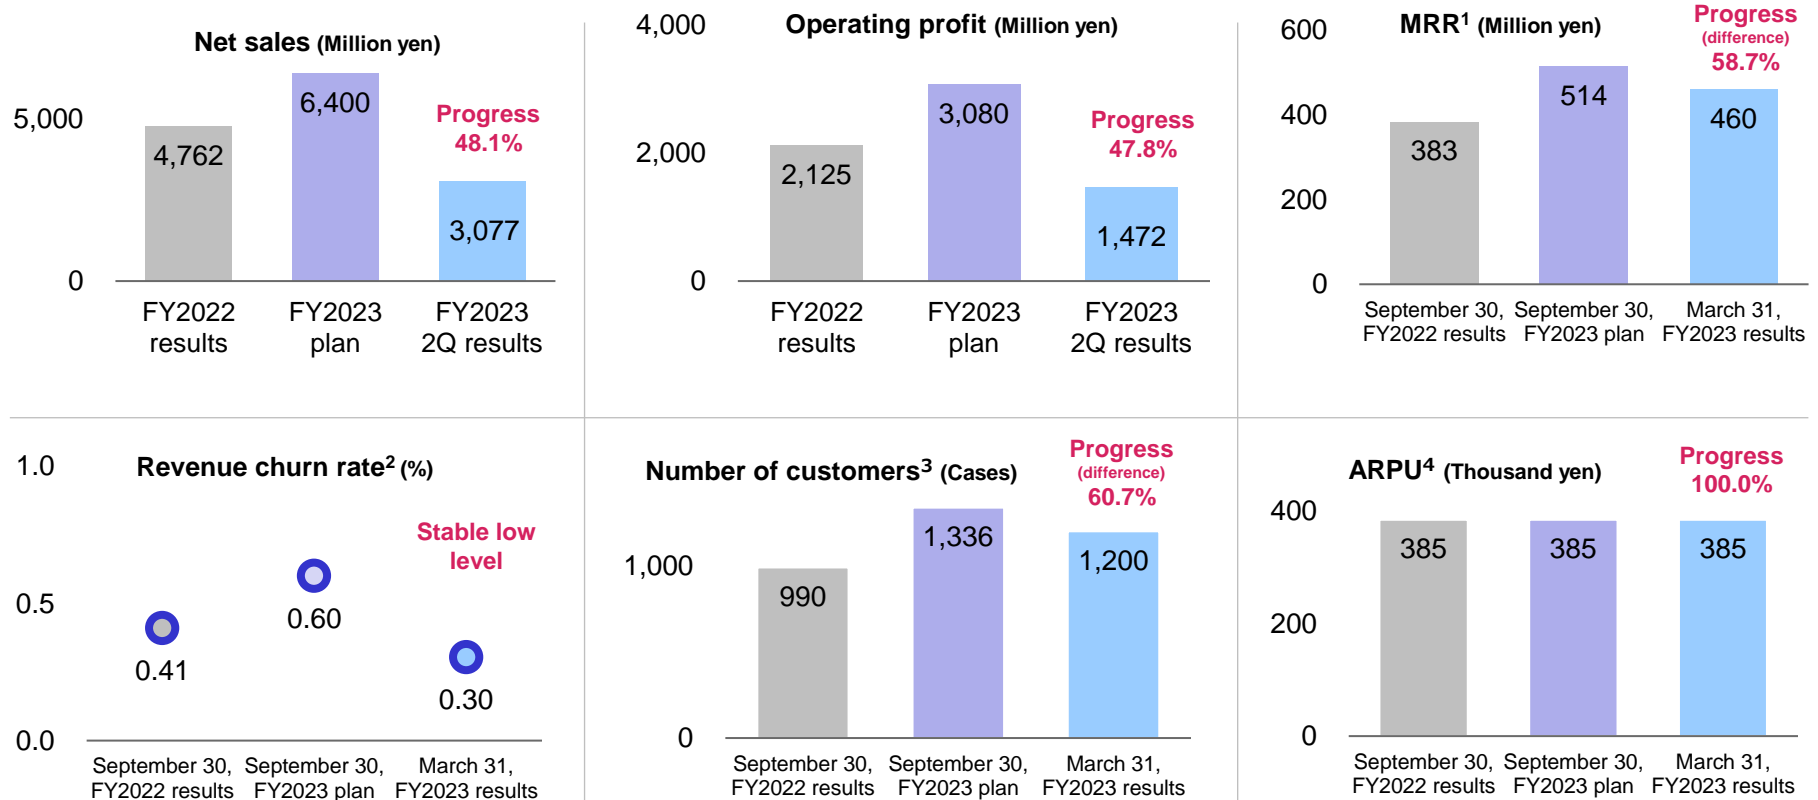 Net sales (Million yen)
5,000
0
4,762
6,400
3,077
Progress
48.1%
FY2022
results
FY2023
plan
FY2023
2Q results
Operating profit (Million yen)
4,000
2,000
0
2,125
3,080
1,472
Progress
47.8%
FY2022
results
FY2023
plan
FY2023
2Q results
MRR¹ (Million yen)
600
400
200
0
383
514
460
Progress
(difference)
58.7%
September 30,
FY2022 results
September 30,
FY2023 plan
March 31,
FY2023 results
Revenue churn rate² (%)
1.0
0.5
0.0
0.41
0.60
0.30
Stable low
level
September 30,
FY2022 results
September 30,
FY2023 plan
March 31,
FY2023 results
Number of customers³ (Cases)
1,000
0
990
1,336
1,200
Progress
(difference)
60.7%
September 30,
FY2022 results
September 30,
FY2023 plan
March 31,
FY2023 results
ARPU⁴ (Thousand yen)
400
200
0
385
385
385
Progress
100.0%
September 30,
FY2022 results
September 30,
FY2023 plan
March 31,
FY2023 results